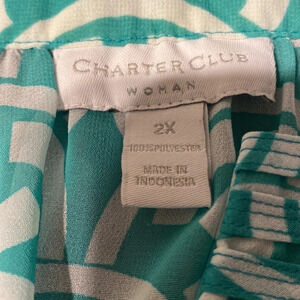 CHARTER CLUB
WOMAN
2X
100% POLYESTER
MADE IN
INDONESIA